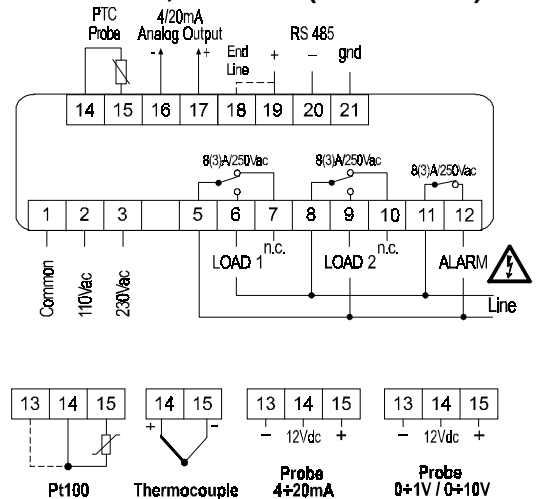 PTC
Probe
4/20mA
Analog Output
- +
End
Line
+
RS 485
–
gnd
14 15 16 17 18 19 20 21
8(3)A/250Vac 8(3)A/250Vac 8(3)A/250Vac
1 2 3 5 6 7 8 9 10 11 12
Common
110Vac
230Vac
n.c. n.c.
LOAD 1 LOAD 2 ALARM
Line
13 14 15
Pt100
14 15
+ -
Thermocouple
13 14 15
– 12Vdc +
Probe
4÷20mA
13 14 15
– 12Vdc +
Probe
0÷1V / 0÷10V